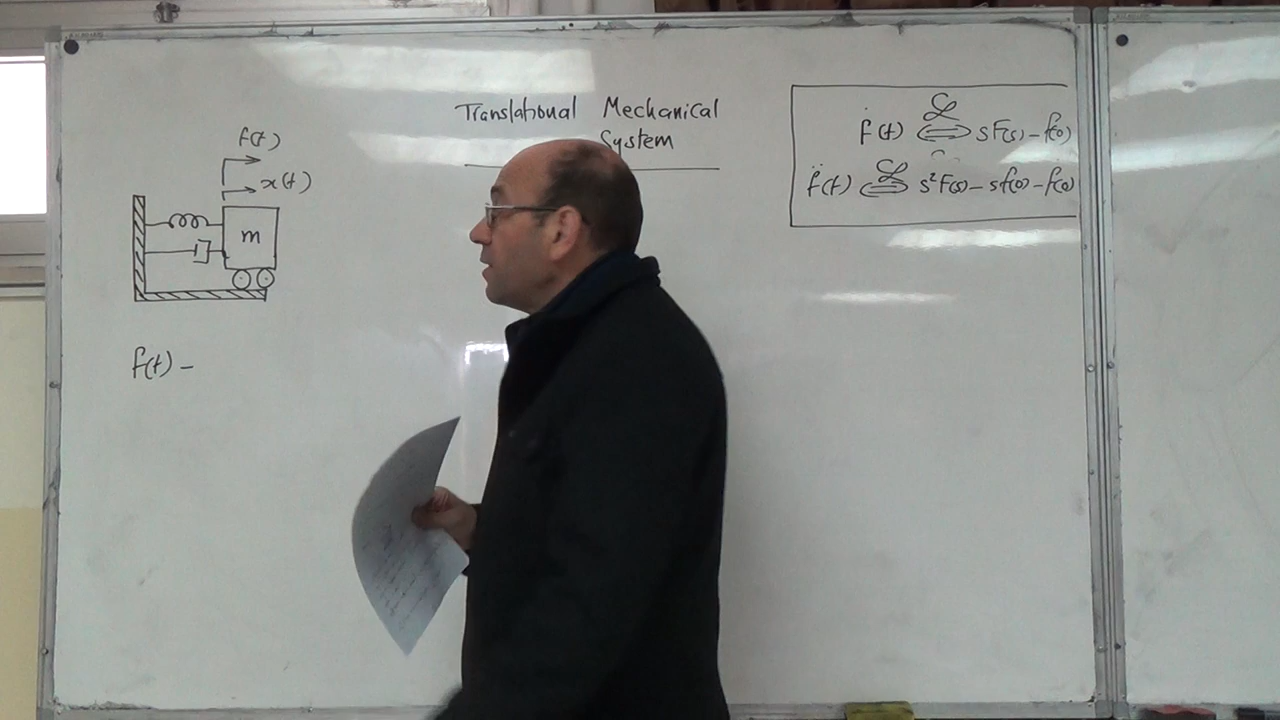 Translational Mechanical
System
f(t)
x(t)
m
f(t) -
ḟ(t) ⟺ sF(s) - f(0)
ℒ
f̈(t) ⟺ s²F(s) - sf(0) - f(0)
ℒ